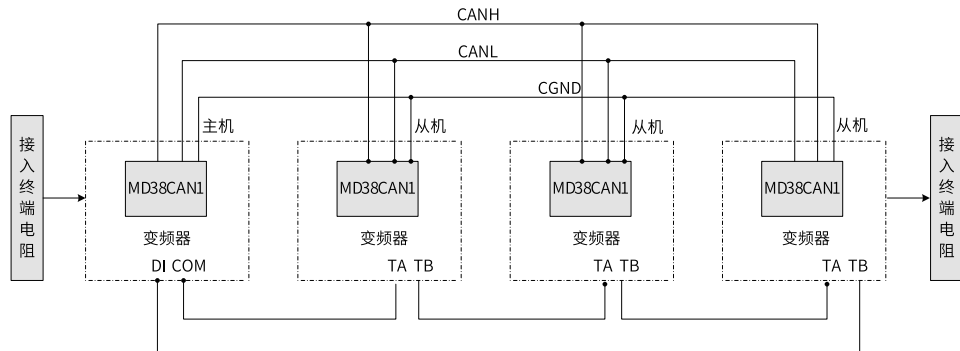 CANH
CANL
CGND
主机
从机
从机
从机
接入终端电阻
MD38CAN1
MD38CAN1
MD38CAN1
MD38CAN1
接入终端电阻
变频器
变频器
变频器
变频器
DI COM
TA TB
TA TB
TA TB